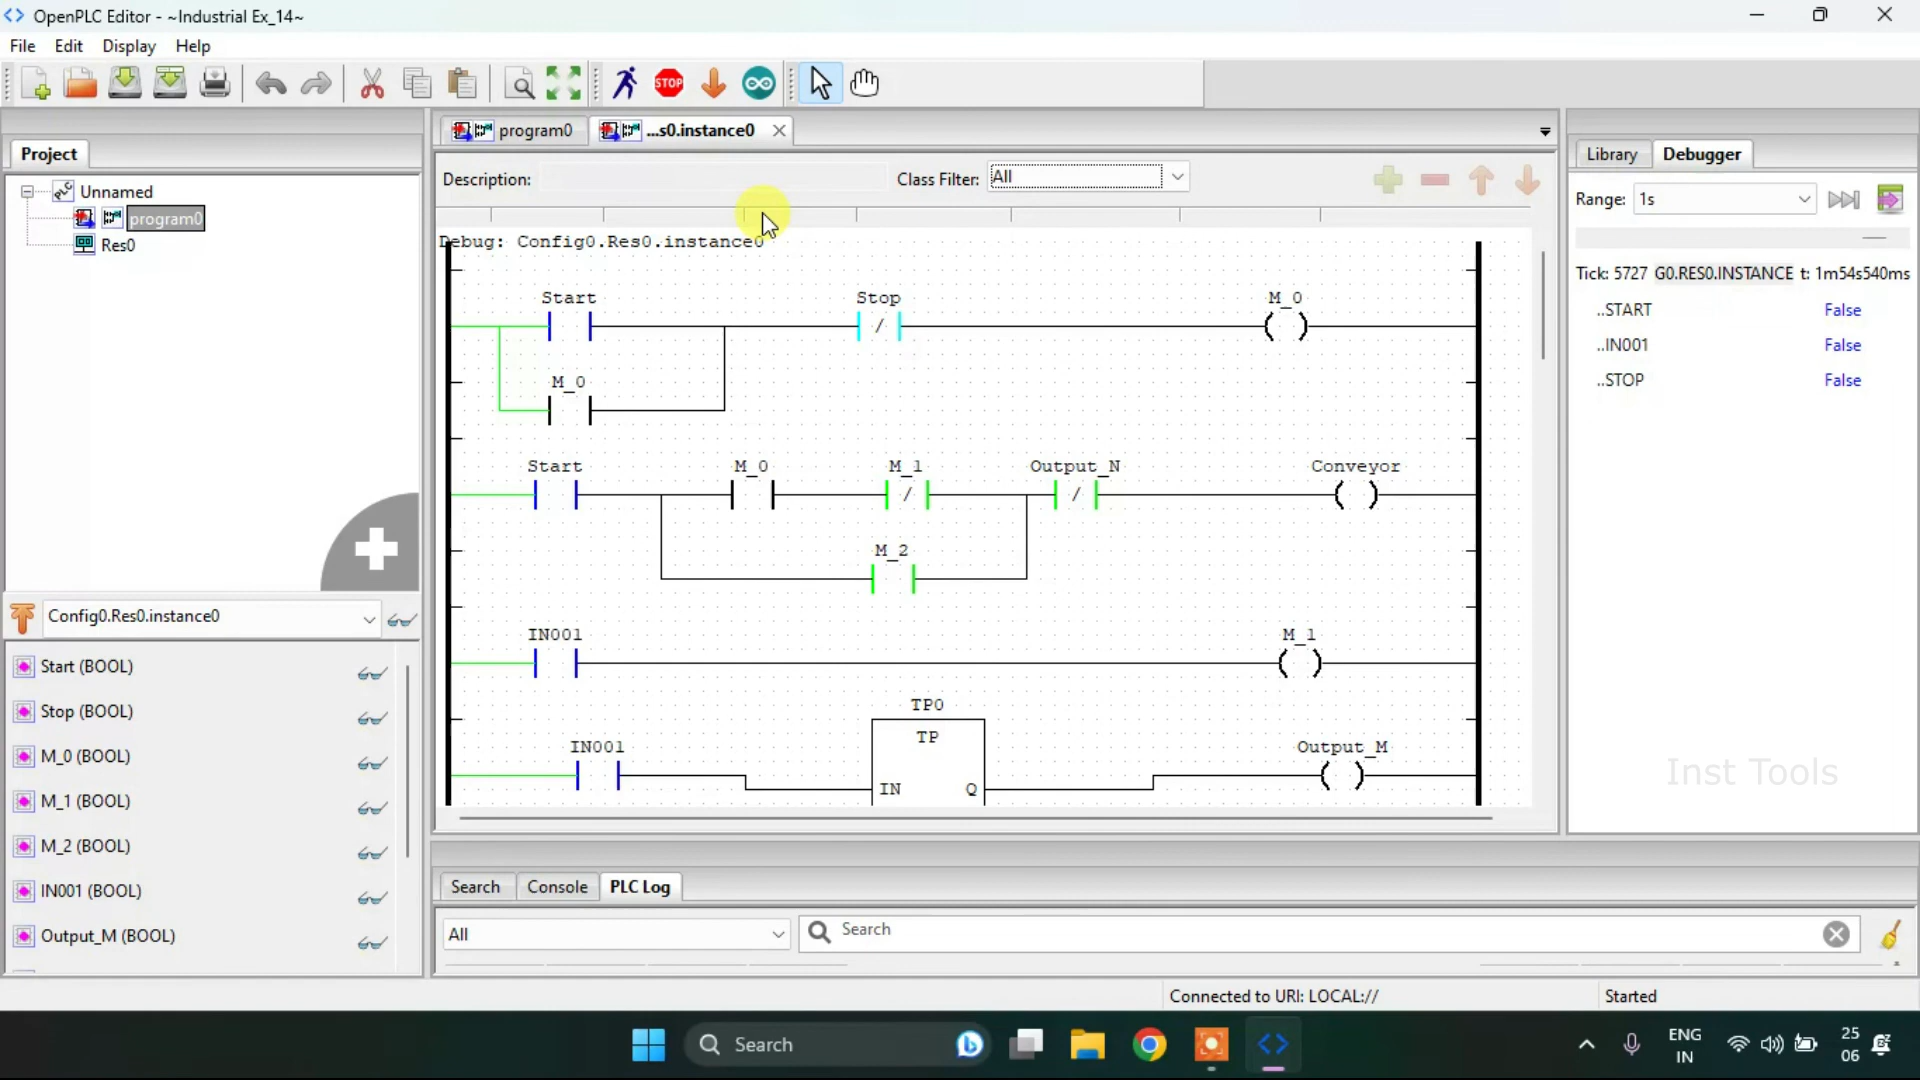 OpenPLC Editor - ~Industrial Ex_14~
File Edit Display Help
STOP
Project
Unnamed
program0
Res0
Config0.Res0.instance0
Start (BOOL)
Stop (BOOL)
M_0 (BOOL)
M_1 (BOOL)
M_2 (BOOL)
IN001 (BOOL)
Output_M (BOOL)
program0 ...s0.instance0
Description: Class Filter: All
Debug: Config0.Res0.instance0
Start Stop M_0
M_0
Start M_0 M_1 Output_N Conveyor
M_2
IN001 M_1
TP0
TP
IN001 Output_M
IN Q
Search Console PLC Log
All Search
Library Debugger
Range: 1s
Tick: 5727 G0.RES0.INSTANCE t: 1m54s540ms
..START False
..IN001 False
..STOP False
Inst Tools
Connected to URI: LOCAL:// Started
Search
ENG
IN
25
06